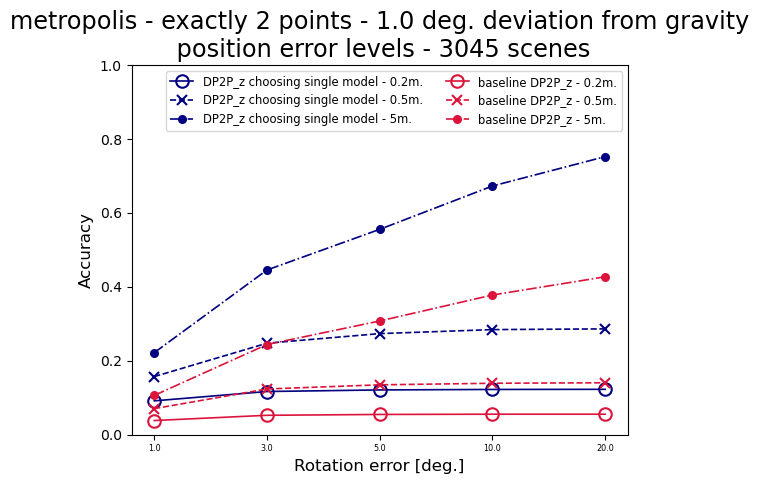 metropolis - exactly 2 points - 1.0 deg. deviation from gravity
position error levels - 3045 scenes
DP2P_z choosing single model - 0.2m.
DP2P_z choosing single model - 0.5m.
DP2P_z choosing single model - 5m.
baseline DP2P_z - 0.2m.
baseline DP2P_z - 0.5m.
baseline DP2P_z - 5m.
Accuracy
1.0
0.8
0.6
0.4
0.2
0.0
1.0
3.0
5.0
10.0
20.0
Rotation error [deg.]